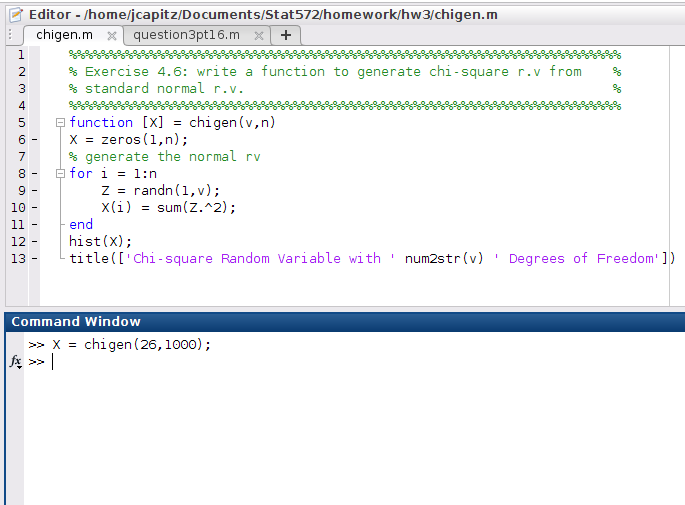 Editor - /home/jcapitz/Documents/Stat572/homework/hw3/chigen.m
chigen.m × question3pt16.m × +
1 %%%%%%%%%%%%%%%%%%%%%%%%%%%%%%%%%%%%%%%%%%%%%%%%%%%%%%%%%%%%%%%%%%%%%%%
2 % Exercise 4.6: write a function to generate chi-square r.v from %
3 % standard normal r.v. %
4 %%%%%%%%%%%%%%%%%%%%%%%%%%%%%%%%%%%%%%%%%%%%%%%%%%%%%%%%%%%%%%%%%%%%%%%
5 function [X] = chigen(v,n)
6 - X = zeros(1,n);
7 % generate the normal rv
8 - for i = 1:n
9 - Z = randn(1,v);
10 - X(i) = sum(Z.^2);
11 - end
12 - hist(X);
13 - title(['Chi-square Random Variable with ' num2str(v) ' Degrees of Freedom'])
Command Window
>> X = chigen(26,1000);
fx >>